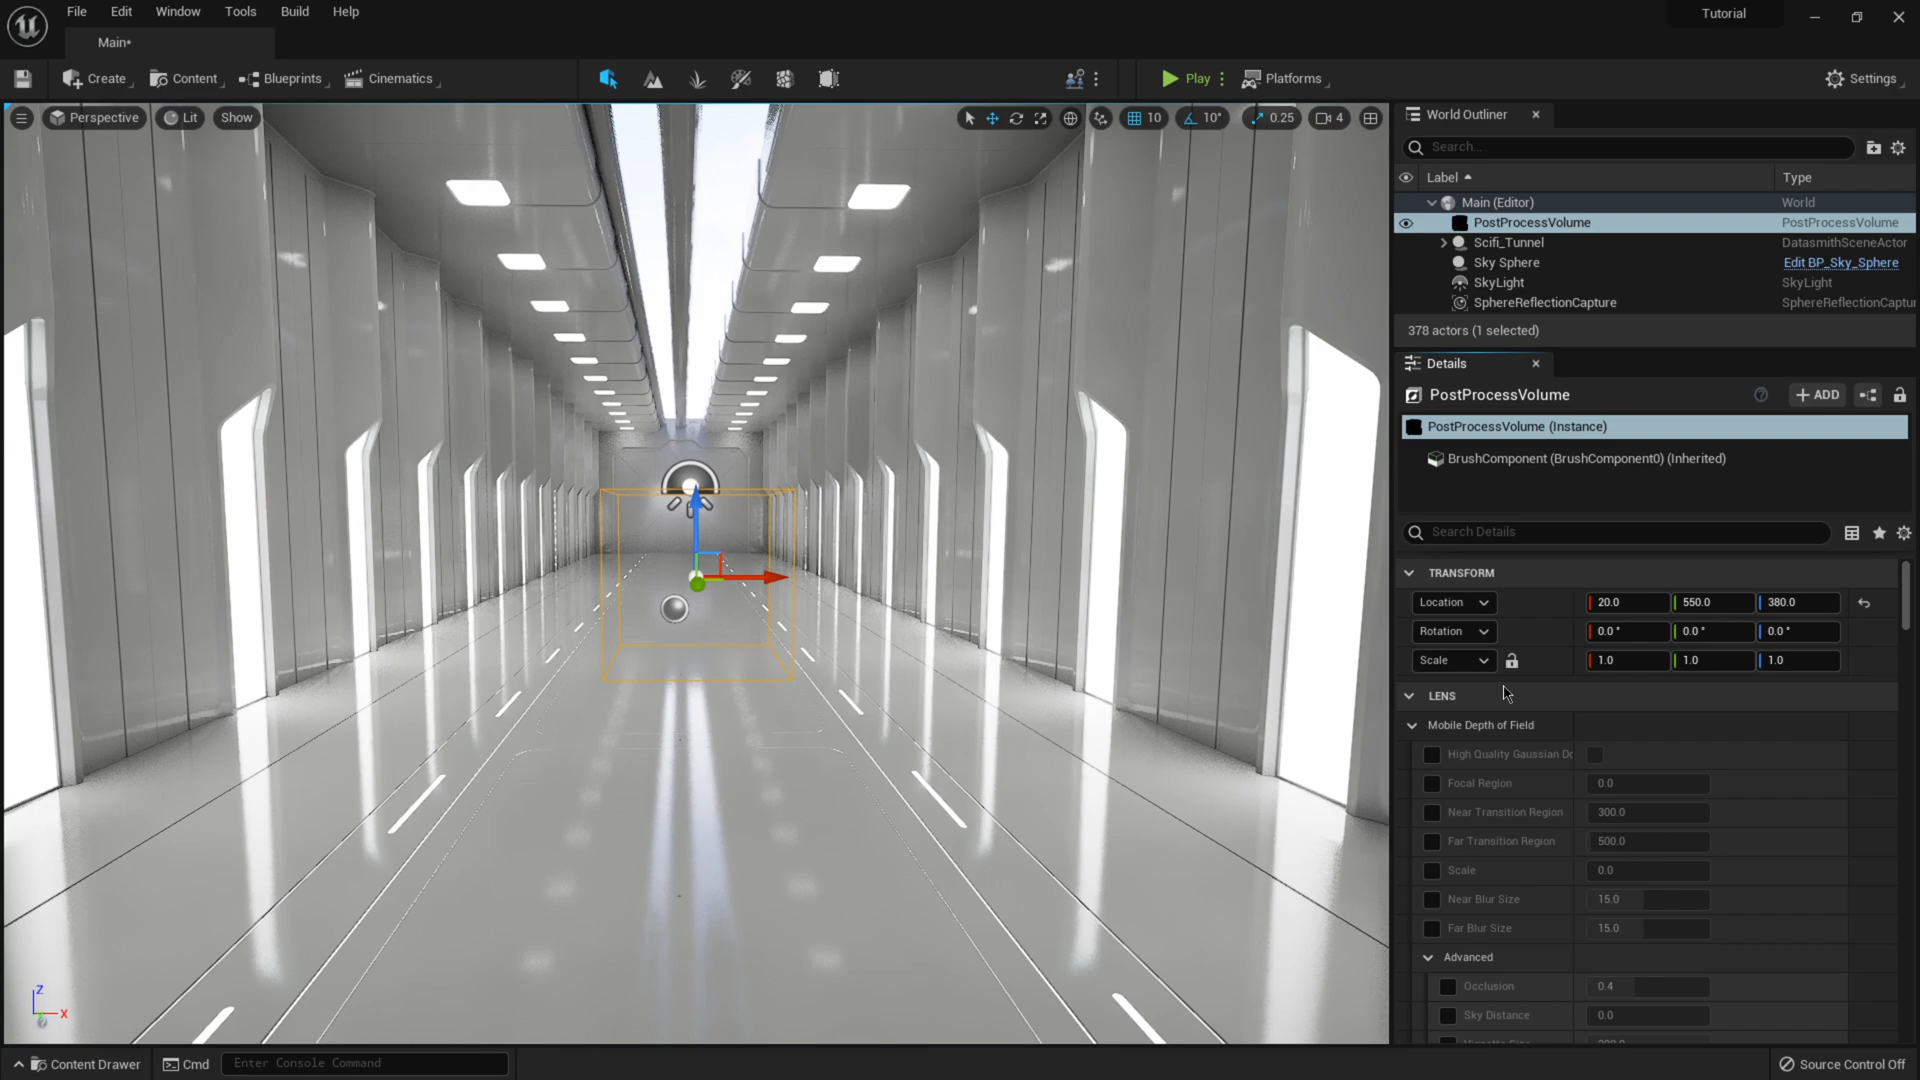 File Edit Window Tools Build Help
Tutorial
Main*
Create Content Blueprints Cinematics Play Platforms Settings
Perspective Lit Show
10 10° 0.25 4
World Outliner
Search...
Label Type
Main (Editor) World
PostProcessVolume PostProcessVolume
Scifi_Tunnel DatasmithSceneActor
Sky Sphere Edit BP_Sky_Sphere
SkyLight SkyLight
SphereReflectionCapture SphereReflectionCaptur
378 actors (1 selected)
Details
PostProcessVolume ADD
PostProcessVolume (Instance)
BrushComponent (BrushComponent0) (Inherited)
Search Details
TRANSFORM
Location 20.0 550.0 380.0
Rotation 0.0 ° 0.0 ° 0.0 °
Scale 1.0 1.0 1.0
LENS
Mobile Depth of Field
High Quality Gaussian Do
Focal Region 0.0
Near Transition Region 300.0
Far Transition Region 500.0
Scale 0.0
Near Blur Size 15.0
Far Blur Size 15.0
Advanced
Occlusion 0.4
Sky Distance 0.0
Z
X
Content Drawer Cmd Enter Console Command Source Control Off